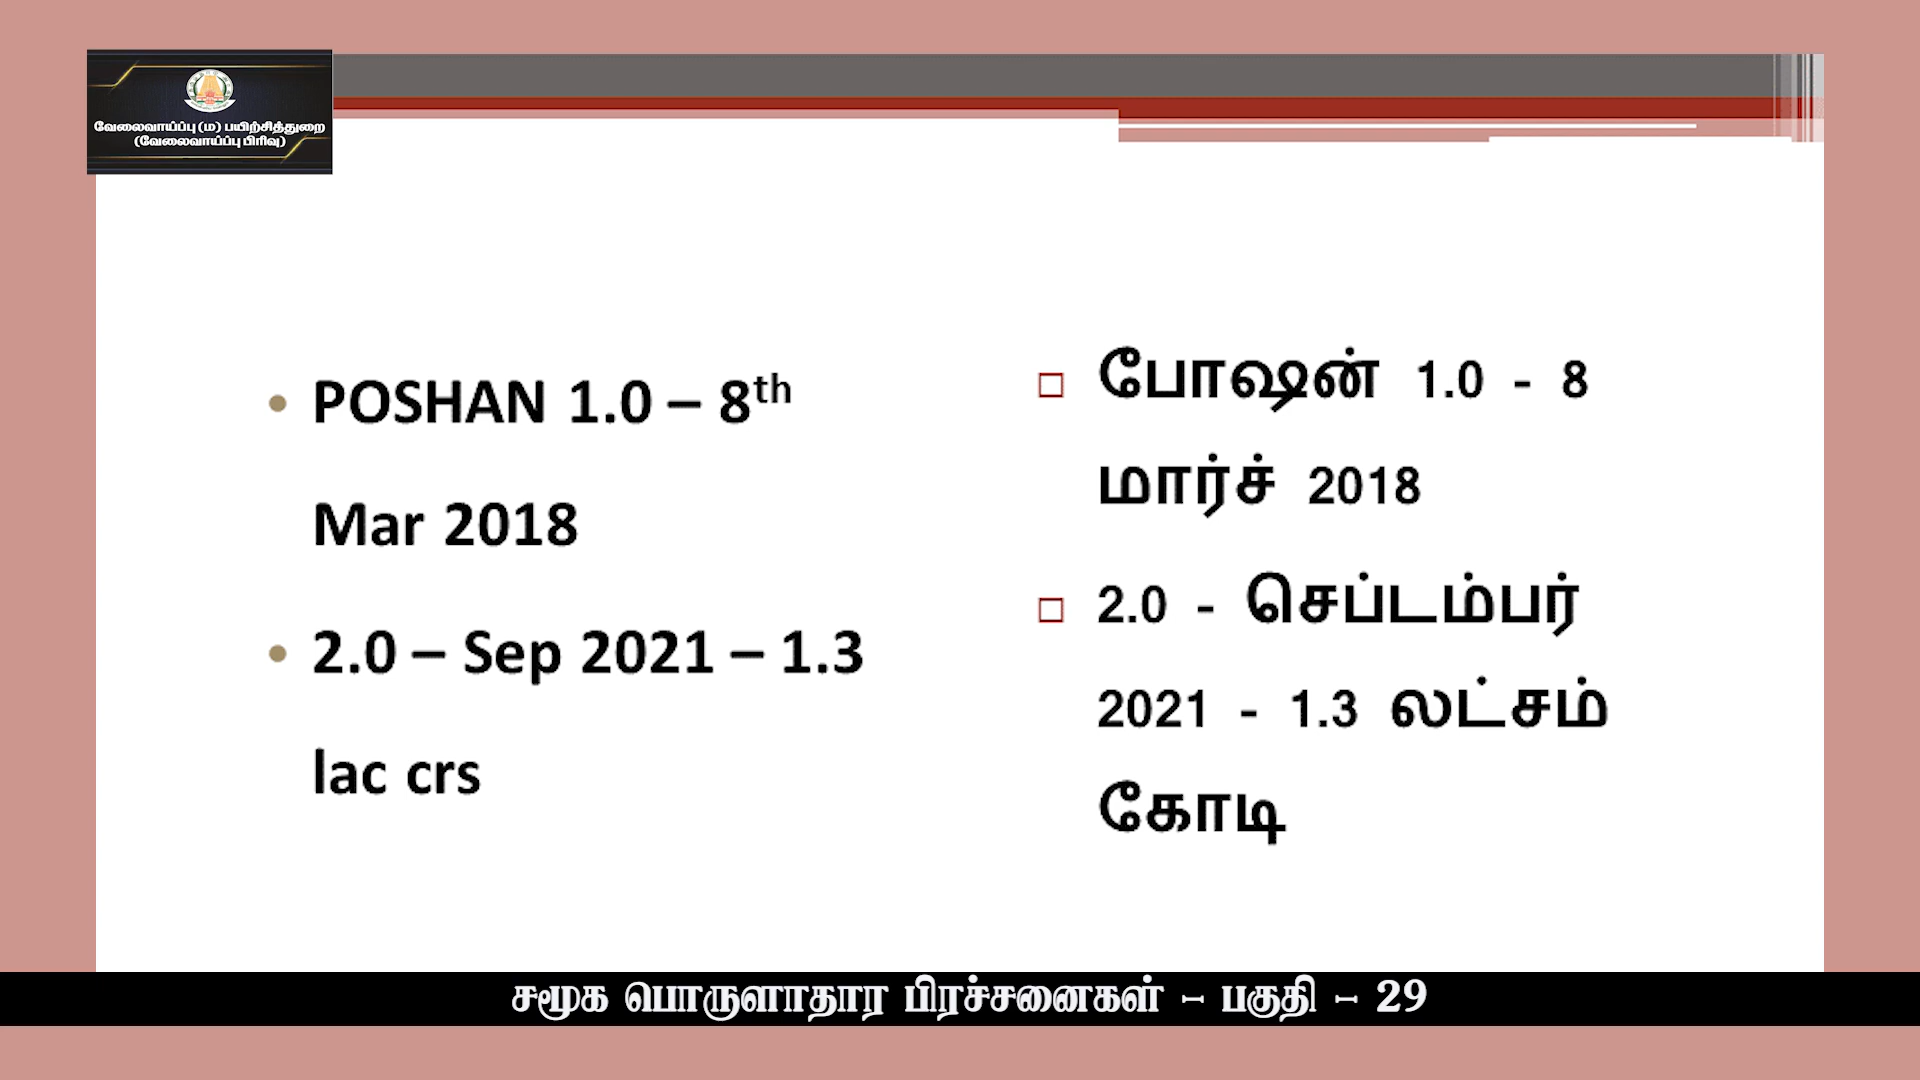 வேலைவாய்ப்பு (ம) பயிற்சித்துறை
(வேலைவாய்ப்பு பிரிவு)
• POSHAN 1.0 – 8th
Mar 2018
• 2.0 – Sep 2021 – 1.3
lac crs
போஷன் 1.0 - 8
மார்ச் 2018
2.0 - செப்டம்பர்
2021 - 1.3 லட்சம்
கோடி
சமூக பொருளாதார பிரச்சனைகள் - பகுதி - 29